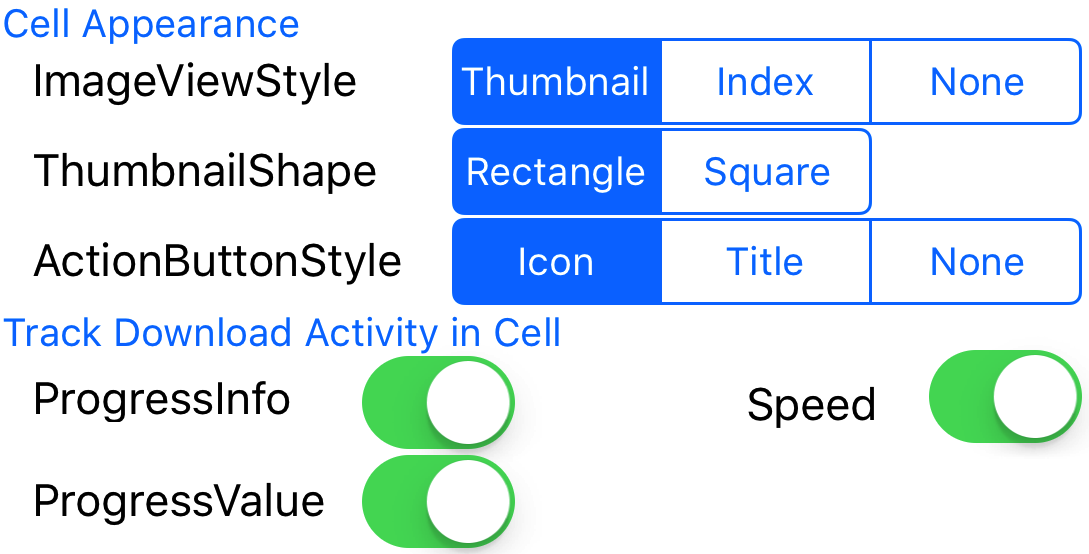 Cell Appearance
ImageViewStyle Thumbnail Index None
ThumbnailShape Rectangle Square
ActionButtonStyle Icon Title None
Track Download Activity in Cell
ProgressInfo Speed
ProgressValue